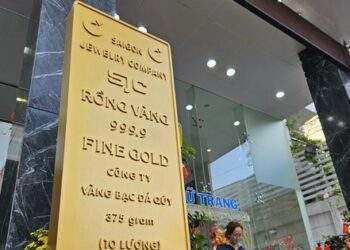 SAIGON
JEWELRY COMPANY
SJC
RỒNG VÀNG
999.9
FINE GOLD
CÔNG TY
VÀNG BẠC ĐÁ QUÝ
375 gram
(10 LƯỢNG)
Ữ TRANG